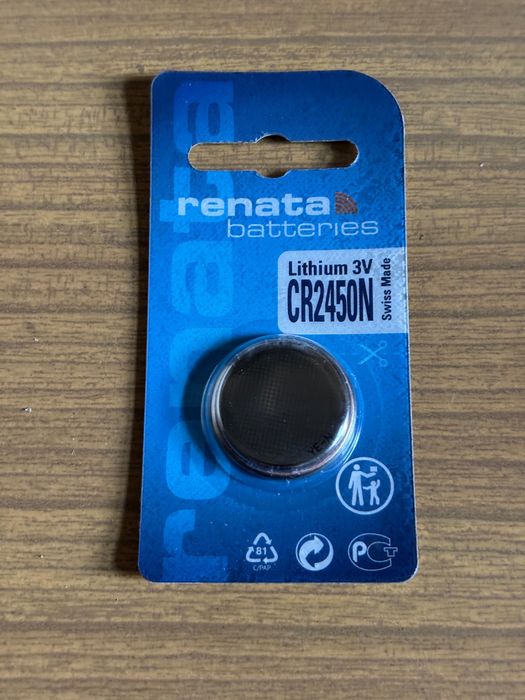 renata
batteries
Lithium 3V
CR2450N
Swiss Made
renata
81
C/PAP